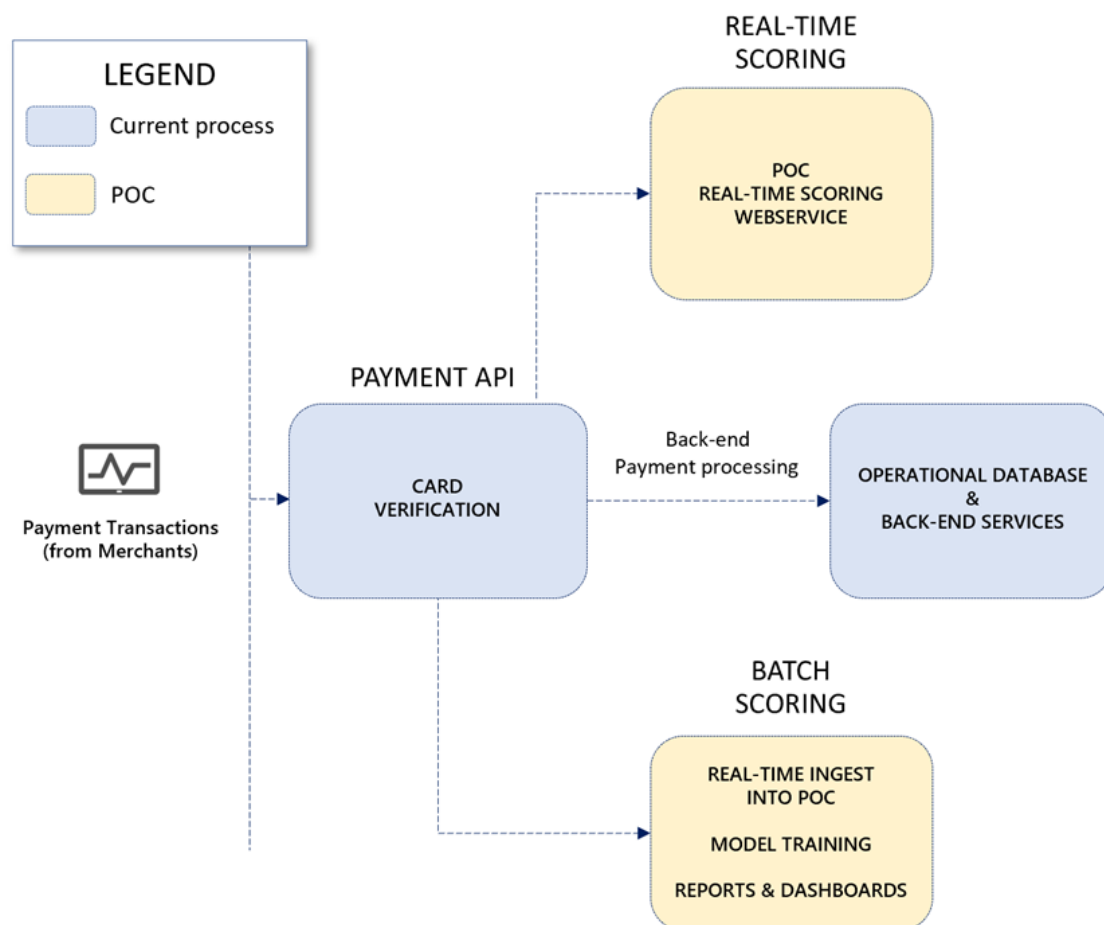 LEGEND
Current process
POC
REAL-TIME
SCORING
POC
REAL-TIME SCORING
WEBSERVICE
PAYMENT API
CARD
VERIFICATION
Payment Transactions
(from Merchants)
Back-end
Payment processing
OPERATIONAL DATABASE
&
BACK-END SERVICES
BATCH
SCORING
REAL-TIME INGEST
INTO POC
MODEL TRAINING
REPORTS & DASHBOARDS